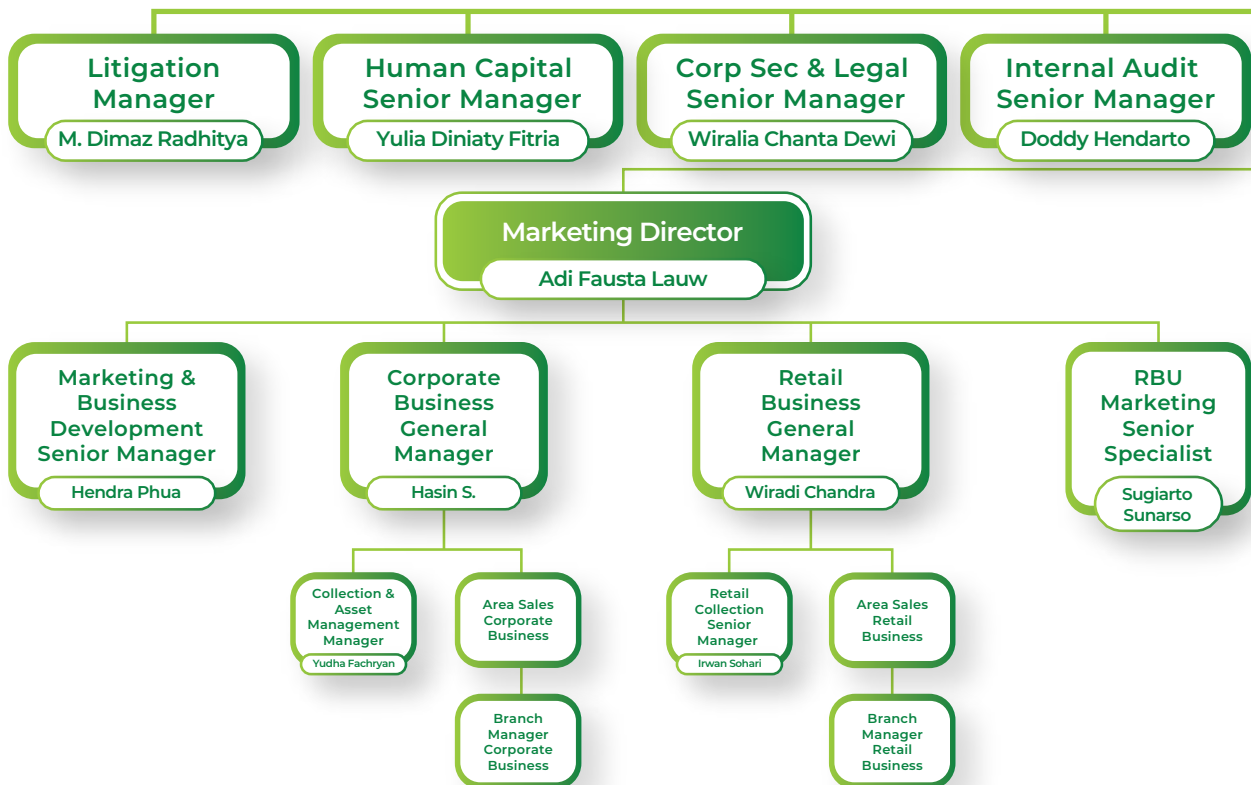 Litigation
Manager
M. Dimaz Radhitya
Human Capital
Senior Manager
Yulia Diniaty Fitria
Corp Sec & Legal
Senior Manager
Wiralia Chanta Dewi
Internal Audit
Senior Manager
Doddy Hendarto
Marketing Director
Adi Fausta Lauw
Marketing &
Business
Development
Senior Manager
Hendra Phua
Corporate
Business
General
Manager
Hasin S.
Retail
Business
General
Manager
Wiradi Chandra
RBU
Marketing
Senior
Specialist
Sugiarto
Sunarso
Collection &
Asset
Management
Manager
Yudha Fachryan
Area Sales
Corporate
Business
Retail
Collection
Senior
Manager
Irwan Sohari
Area Sales
Retail
Business
Branch
Manager
Corporate
Business
Branch
Manager
Retail
Business